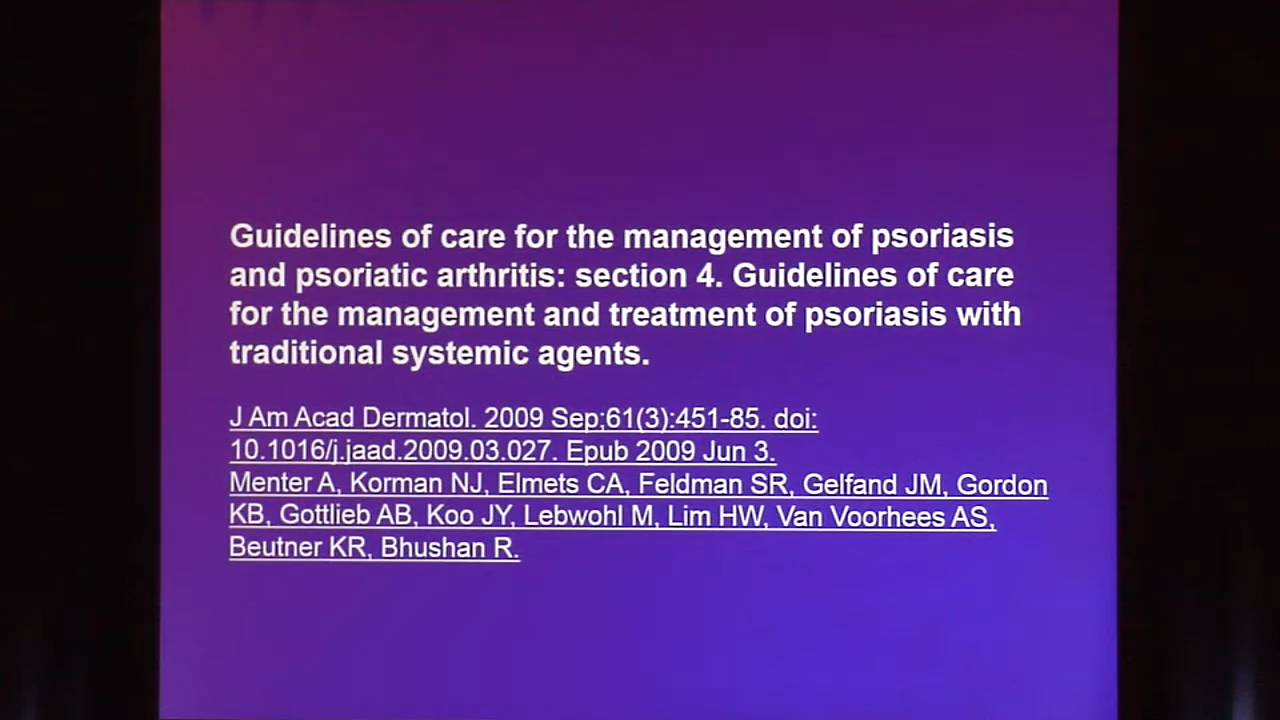 Guidelines of care for the management of psoriasis
and psoriatic arthritis: section 4. Guidelines of care
for the management and treatment of psoriasis with
traditional systemic agents.
J Am Acad Dermatol. 2009 Sep;61(3):451-85. doi:
10.1016/j.jaad.2009.03.027. Epub 2009 Jun 3.
Menter A, Korman NJ, Elmets CA, Feldman SR, Gelfand JM, Gordon
KB, Gottlieb AB, Koo JY, Lebwohl M, Lim HW, Van Voorhees AS,
Beutner KR, Bhushan R.